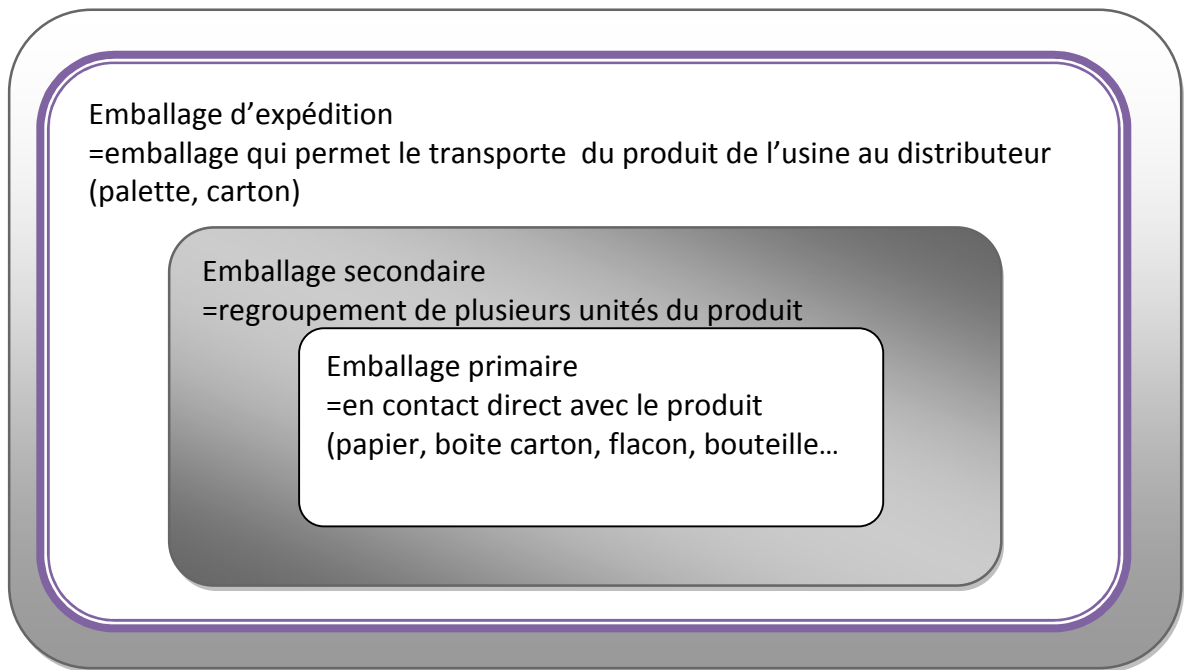 Emballage d’expédition
=emballage qui permet le transporte  du produit de l’usine au distributeur
(palette, carton)
Emballage secondaire
=regroupement de plusieurs unités du produit
Emballage primaire
=en contact direct avec le produit
(papier, boite carton, flacon, bouteille…